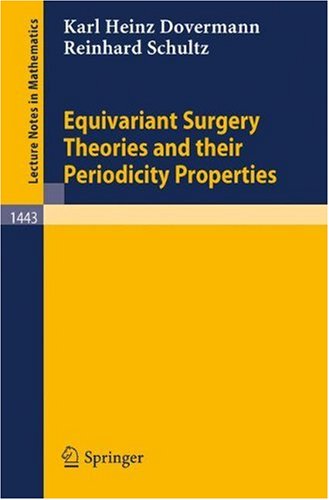 Karl Heinz Dovermann
Reinhard Schultz
Lecture Notes in Mathematics
Equivariant Surgery
Theories and their
Periodicity Properties
1443
Springer